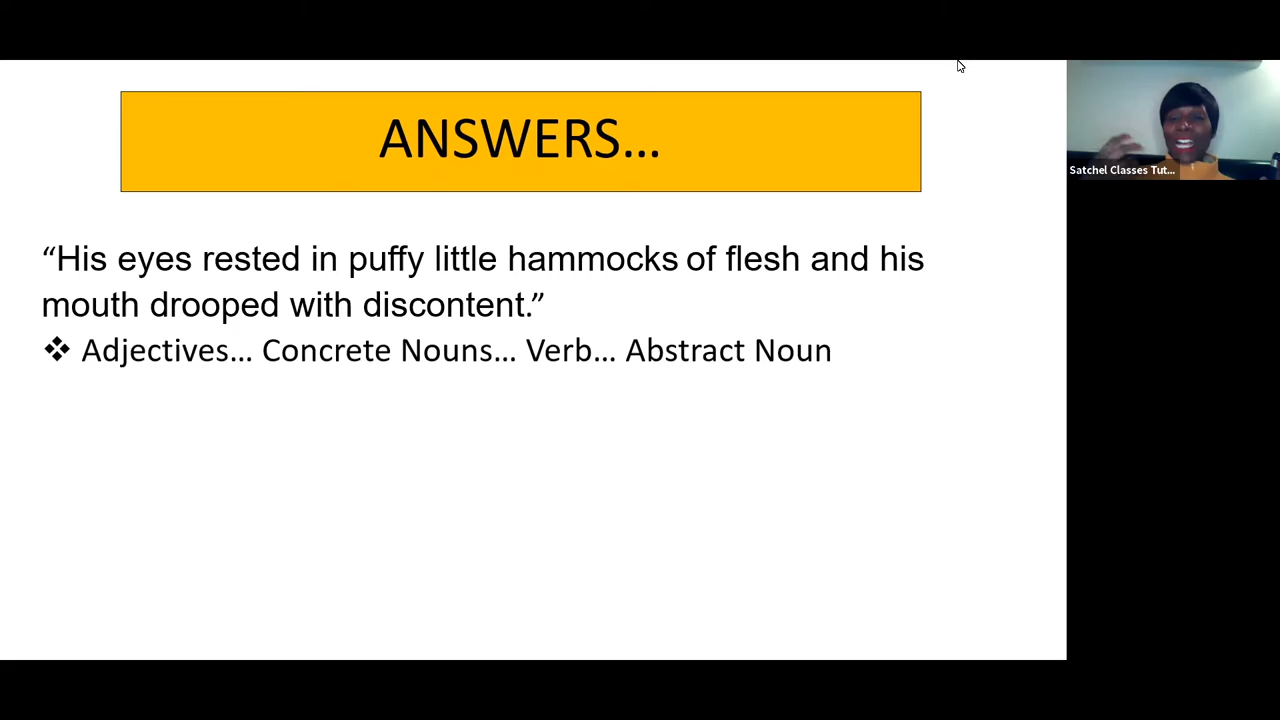 ANSWERS…
“His eyes rested in puffy little hammocks of flesh and his
mouth drooped with discontent.”
❖ Adjectives… Concrete Nouns… Verb… Abstract Noun
Satchel Classes Tut...